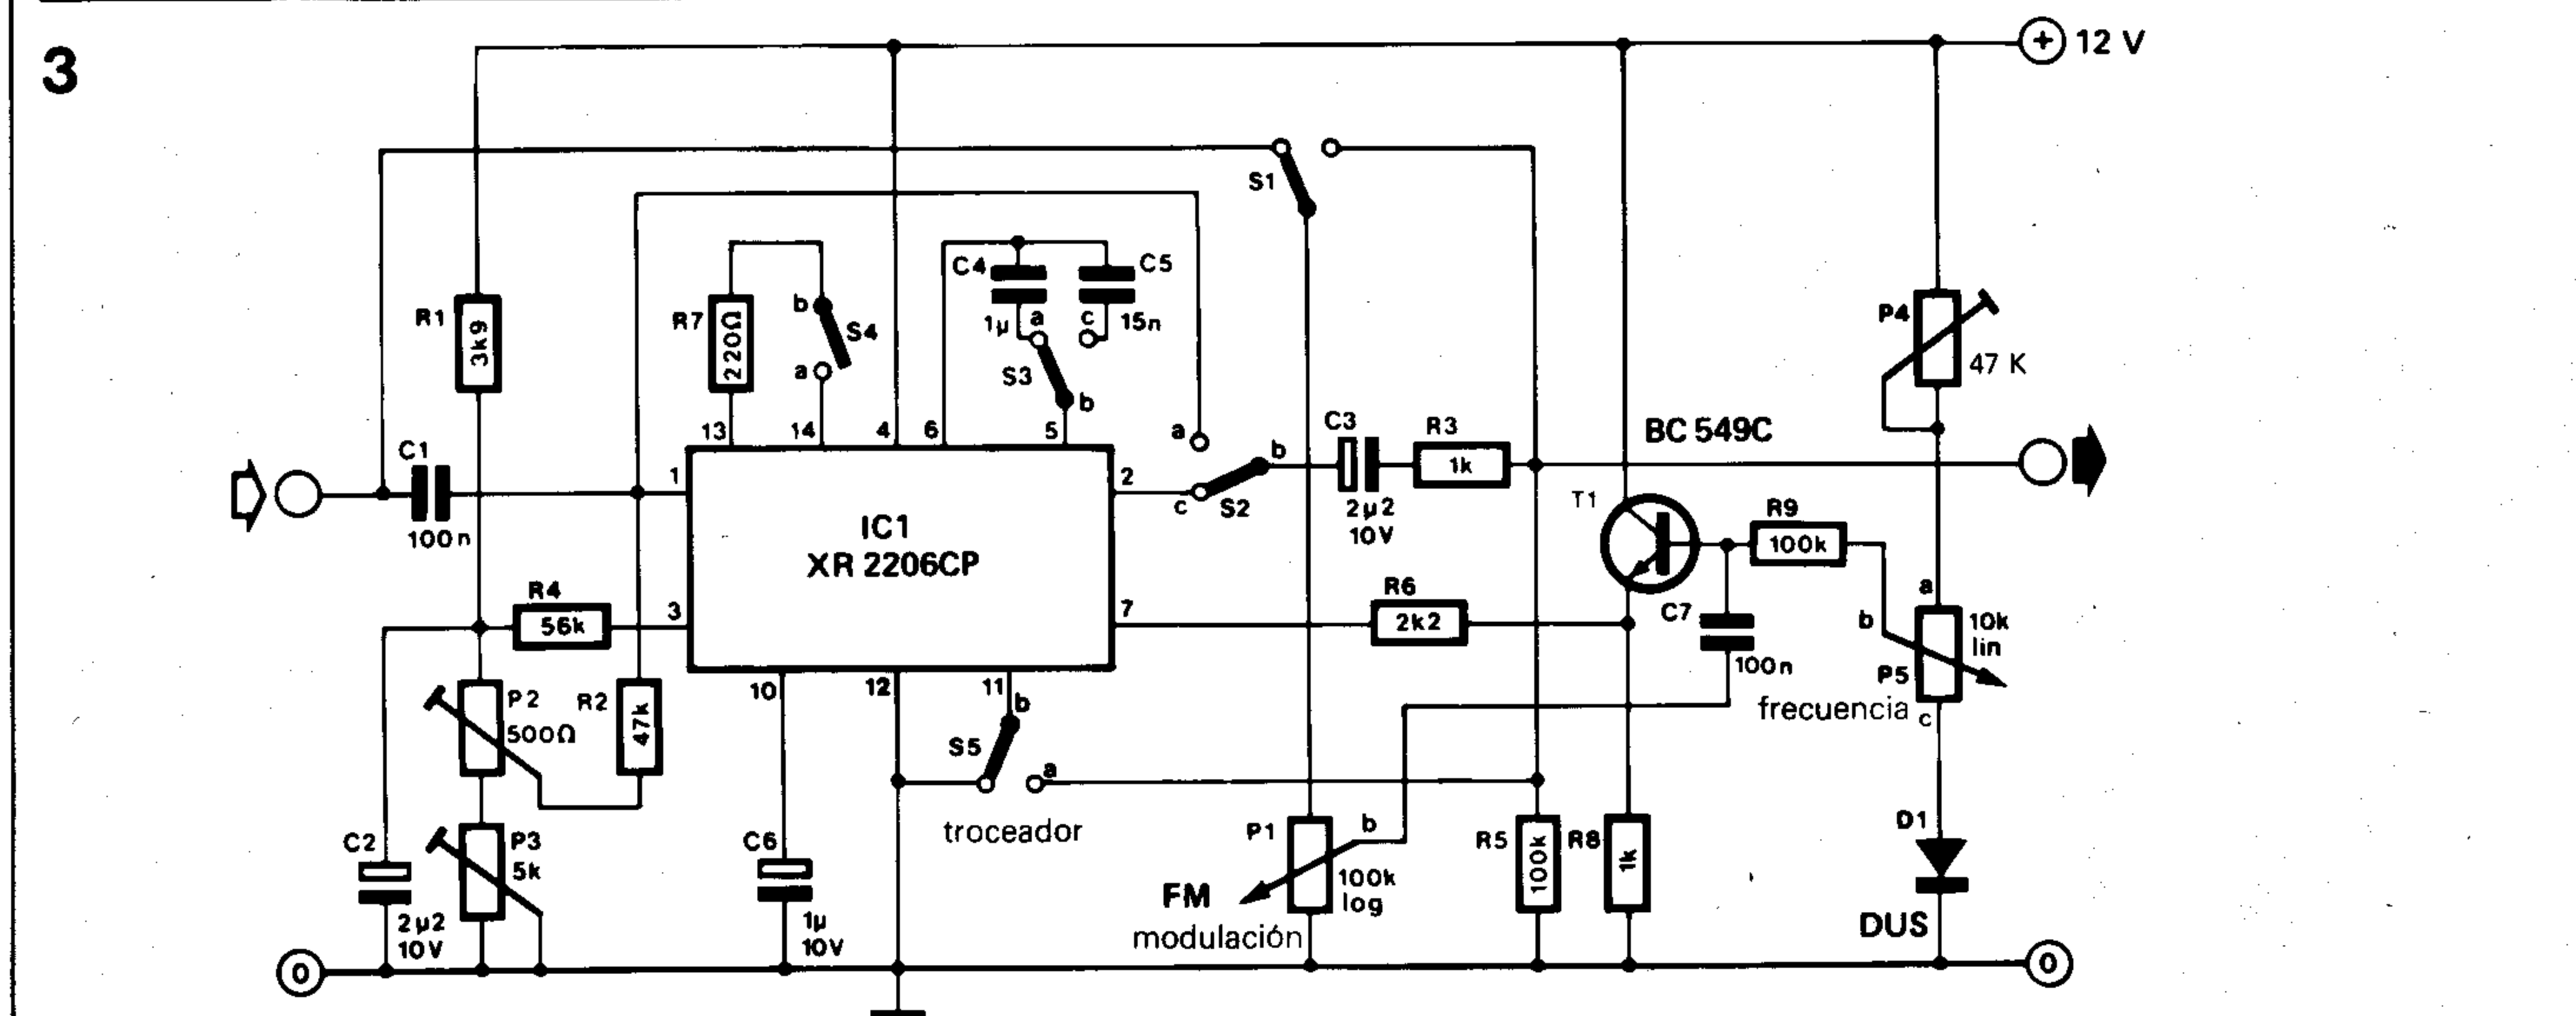 3
12 V
S1
R1
3k9
R7
220Ω
b
S4
a
C4
1µ
a
c
C5
15n
S3
b
P4
47 K
13
14
4
6
5
C1
100n
1
IC1
XR 2206CP
2
a
b
c
S2
C3
2µ2
10V
R3
1k
BC 549C
T1
R9
100k
R4
56k
3
7
R6
2k2
C7
100n
a
b
10k
lin
P5
c
frecuencia
P2
500Ω
R2
47k
10
12
11
b
S5
a
troceador
C2
2µ2
10V
P3
5k
C6
1µ
10V
P1
b
100k
log
FM
modulación
R5
100k
R8
1k
D1
DUS
0
0